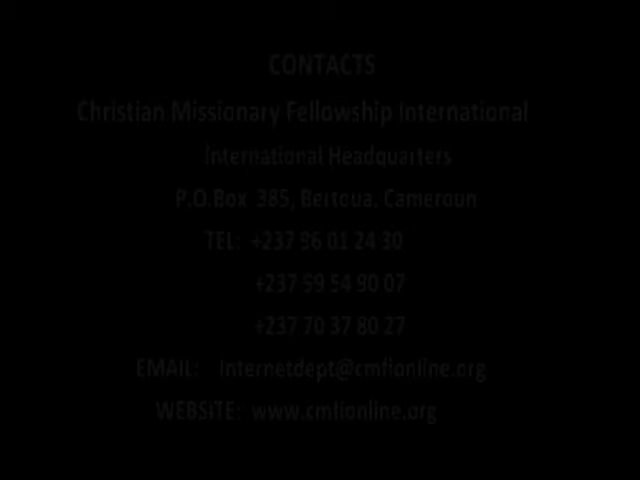 CONTACTS
Christian Missionary Fellowship International
International Headquarters
P.O.Box 385, Bertoua, Cameroun
TEL: +237 96 01 24 30
+237 99 54 90 07
+237 70 37 80 27
EMAIL: Internetdept@cmfionline.org
WEBSITE: www.cmfionline.org